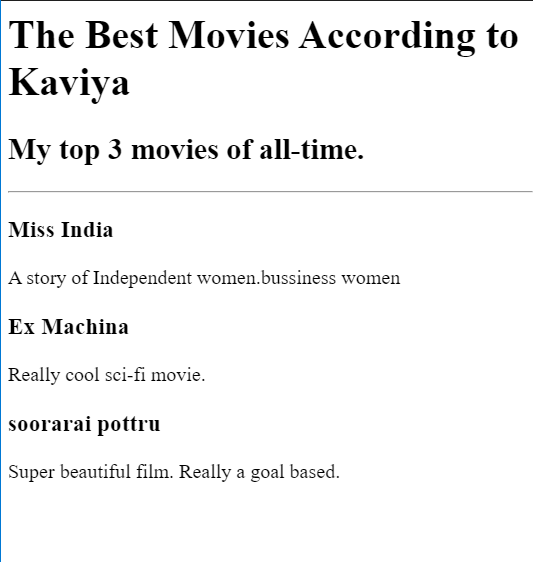 The Best Movies According to
Kaviya
My top 3 movies of all-time.
Miss India
A story of Independent women.bussiness women
Ex Machina
Really cool sci-fi movie.
soorarai pottru
Super beautiful film. Really a goal based.